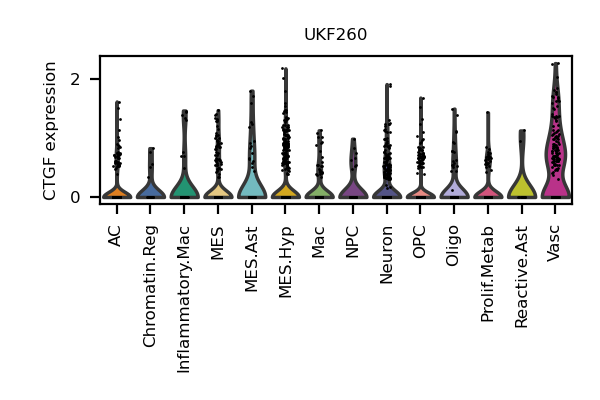 UKF260
CTGF expression
2
0
AC
Chromatin.Reg
Inflammatory.Mac
MES
MES.Ast
MES.Hyp
Mac
NPC
Neuron
OPC
Oligo
Prolif.Metab
Reactive.Ast
Vasc